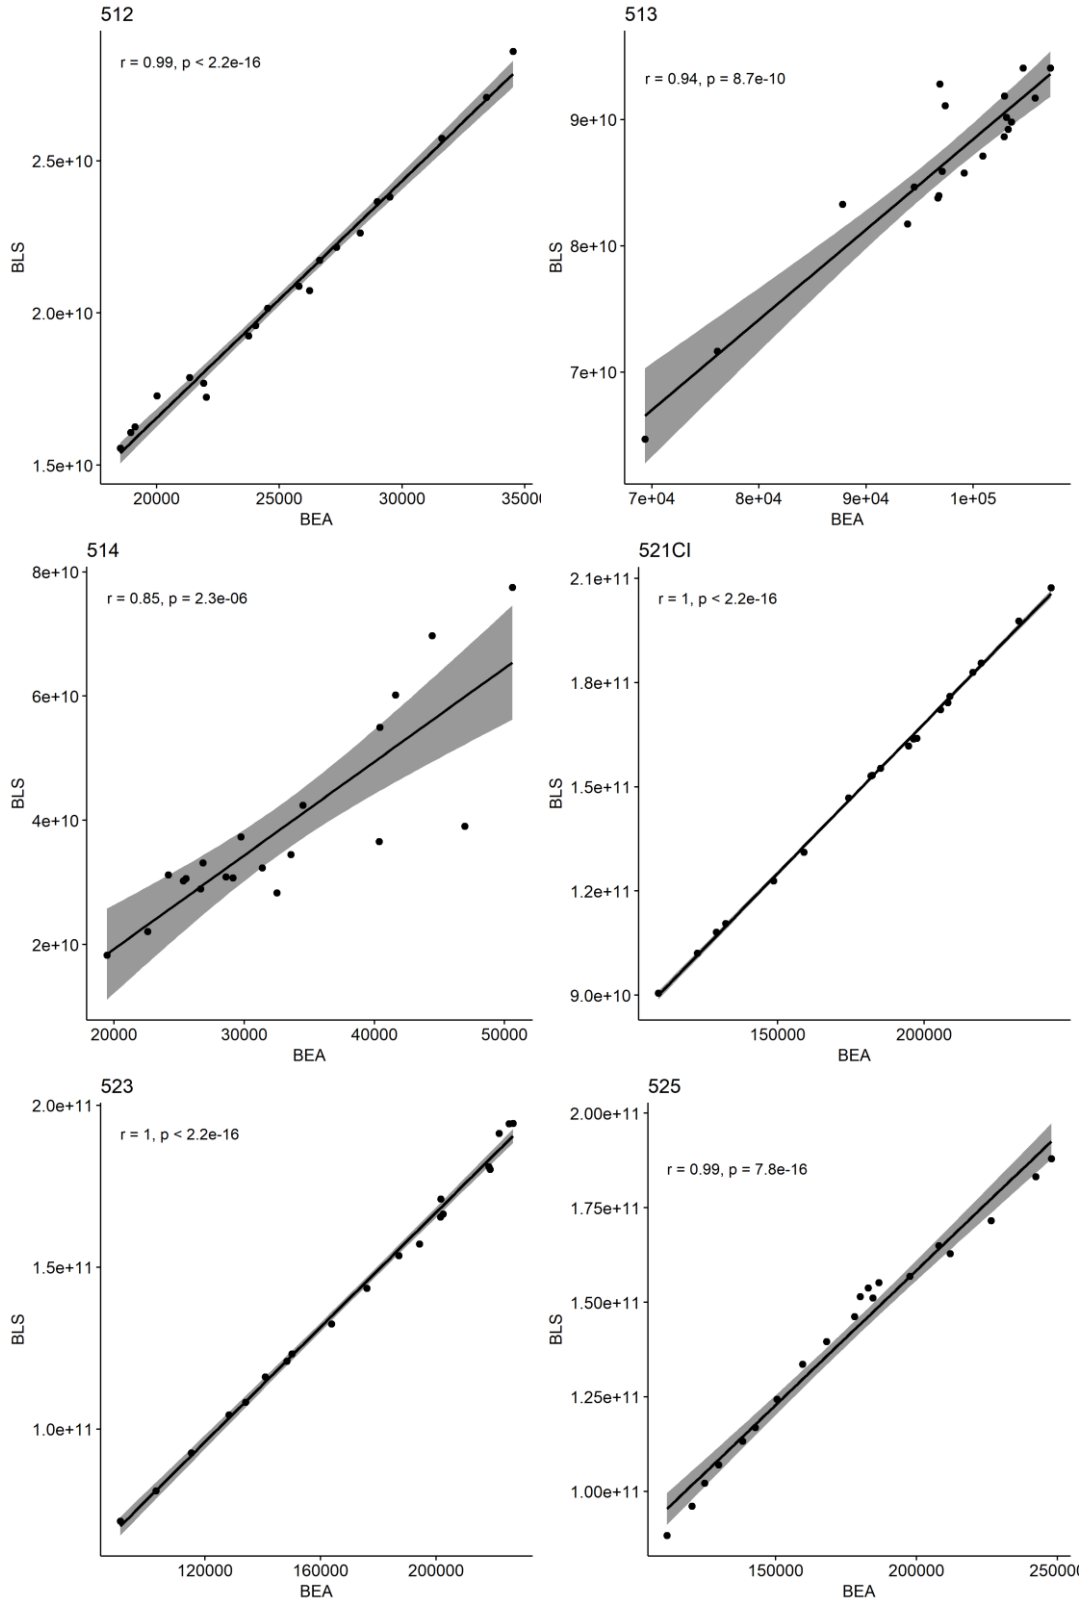 512
r = 0.99, p < 2.2e-16
BLS
2.5e+10
2.0e+10
1.5e+10
20000 25000 30000 35000
BEA
513
r = 0.94, p = 8.7e-10
BLS
9e+10
8e+10
7e+10
7e+04 8e+04 9e+04 1e+05
BEA
514
r = 0.85, p = 2.3e-06
BLS
8e+10
6e+10
4e+10
2e+10
20000 30000 40000 50000
BEA
521CI
r = 1, p < 2.2e-16
BLS
2.1e+11
1.8e+11
1.5e+11
1.2e+11
9.0e+10
150000 200000
BEA
523
r = 1, p < 2.2e-16
BLS
2.0e+11
1.5e+11
1.0e+11
120000 160000 200000
BEA
525
r = 0.99, p = 7.8e-16
BLS
2.00e+11
1.75e+11
1.50e+11
1.25e+11
1.00e+11
150000 200000 250000
BEA